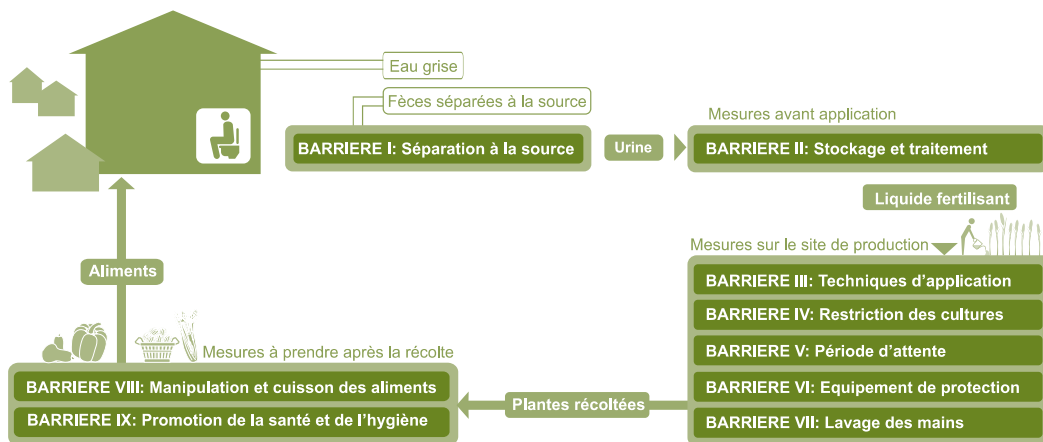 Eau grise
Fèces séparées à la source
BARRIERE I: Séparation à la source
Urine
Mesures avant application
BARRIERE II: Stockage et traitement
Liquide fertilisant
Mesures sur le site de production
BARRIERE III: Techniques d'application
BARRIERE IV: Restriction des cultures
BARRIERE V: Période d'attente
BARRIERE VI: Equipement de protection
BARRIERE VII: Lavage des mains
Plantes récoltées
Mesures à prendre après la récolte
BARRIERE VIII: Manipulation et cuisson des aliments
BARRIERE IX: Promotion de la santé et de l'hygiène
Aliments